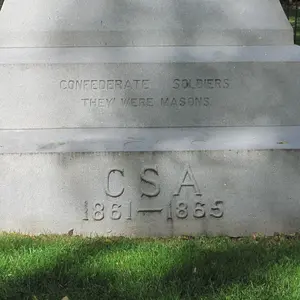 CONFEDERATE SOLDIERS
THEY WERE MASONS
CSA
1861—1865